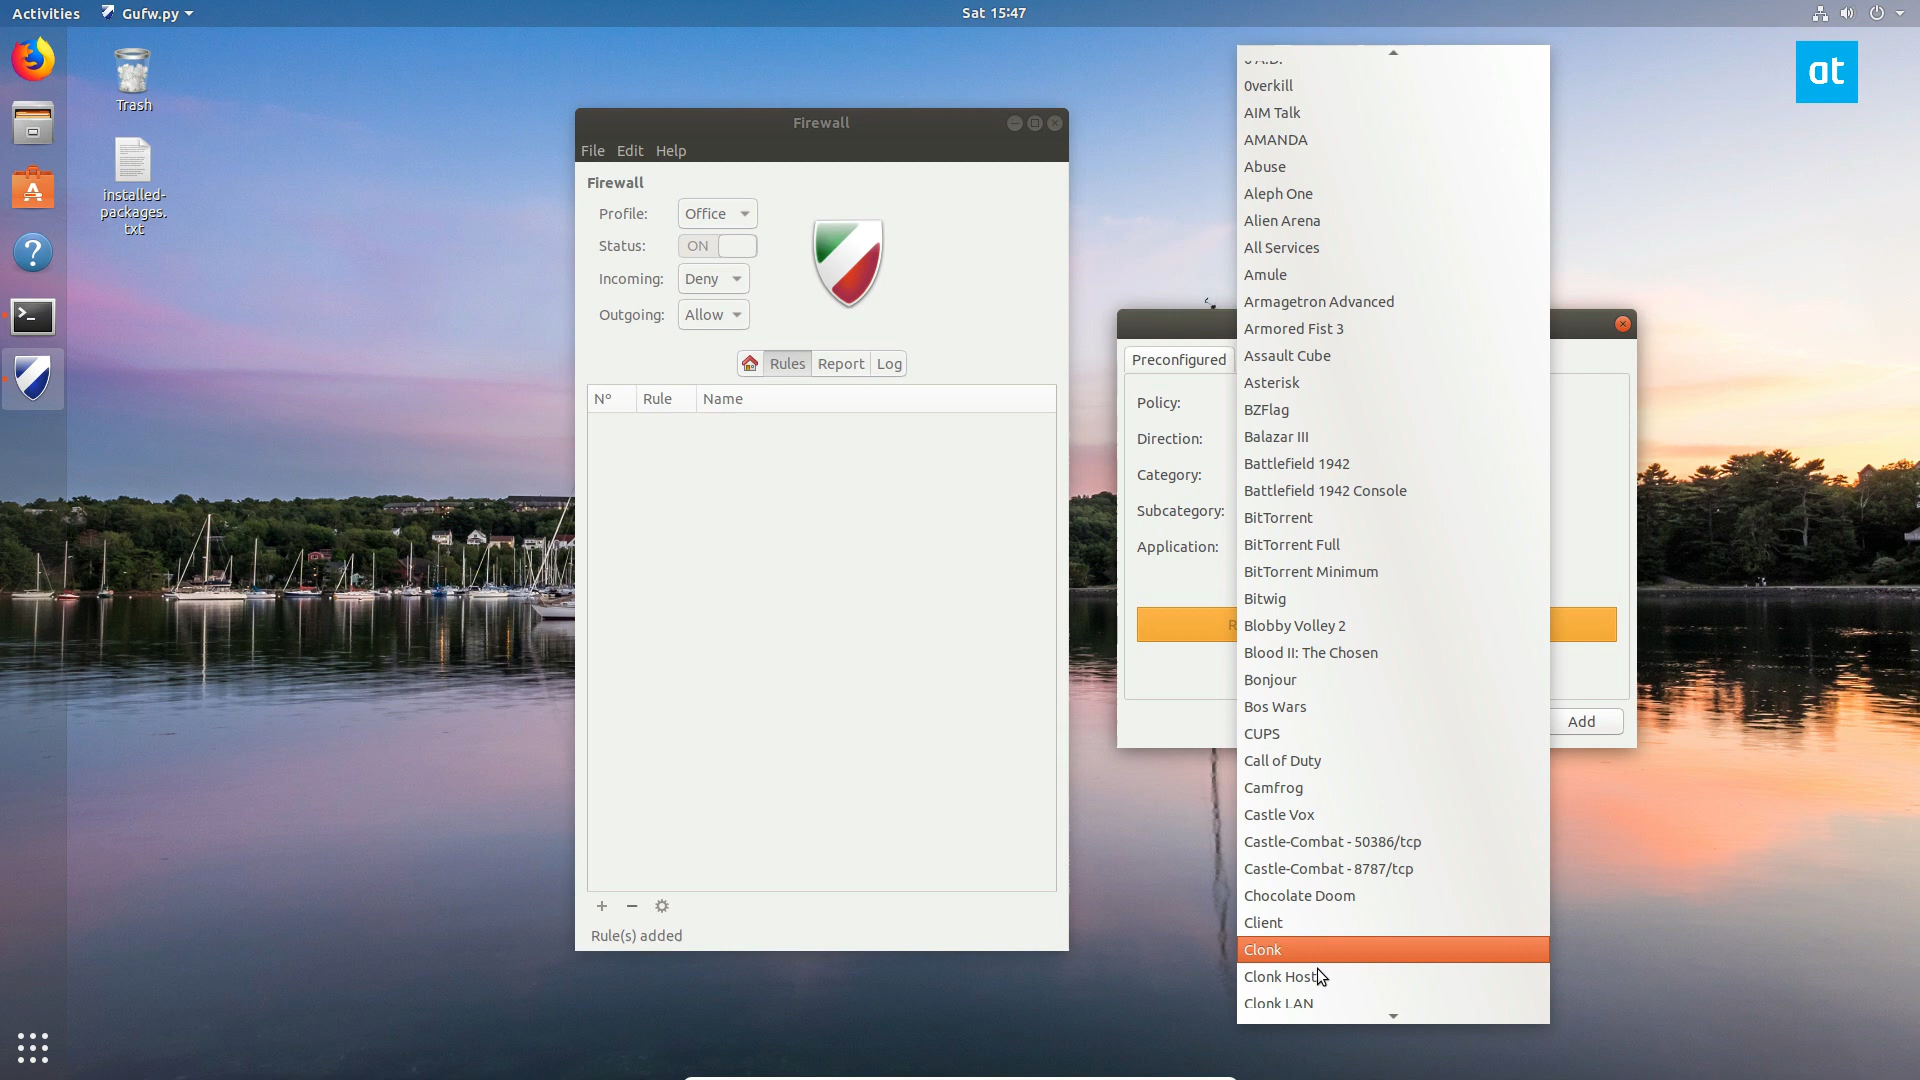 Activities
Gufw.py
Sat 15:47
at
Trash
installed-
packages.
txt
Firewall
File Edit Help
Firewall
Profile: Office
Status: ON
Incoming: Deny
Outgoing: Allow
Rules Report Log
Nº Rule Name
Rule(s) added
Preconfigured
Policy:
Direction:
Category:
Subcategory:
Application:
Add
0verkill
AIM Talk
AMANDA
Abuse
Aleph One
Alien Arena
All Services
Amule
Armagetron Advanced
Armored Fist 3
Assault Cube
Asterisk
BZFlag
Balazar III
Battlefield 1942
Battlefield 1942 Console
BitTorrent
BitTorrent Full
BitTorrent Minimum
Bitwig
Blobby Volley 2
Blood II: The Chosen
Bonjour
Bos Wars
CUPS
Call of Duty
Camfrog
Castle Vox
Castle-Combat - 50386/tcp
Castle-Combat - 8787/tcp
Chocolate Doom
Client
Clonk
Clonk Host
Clonk LAN